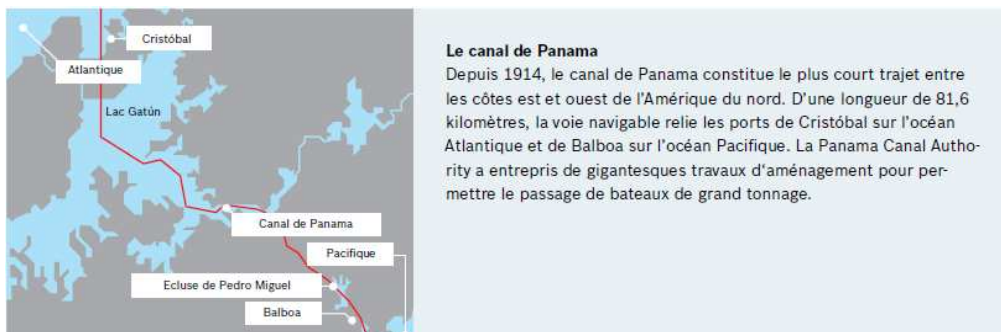 Cristóbal
Atlantique
Lac Gatún
Canal de Panama
Pacifique
Ecluse de Pedro Miguel
Balboa
Le canal de Panama
Depuis 1914, le canal de Panama constitue le plus court trajet entre
les côtes est et ouest de l'Amérique du nord. D'une longueur de 81,6
kilomètres, la voie navigable relie les ports de Cristóbal sur l'océan
Atlantique et de Balboa sur l'océan Pacifique. La Panama Canal Autho-
rity a entrepris de gigantesques travaux d'aménagement pour per-
mettre le passage de bateaux de grand tonnage.